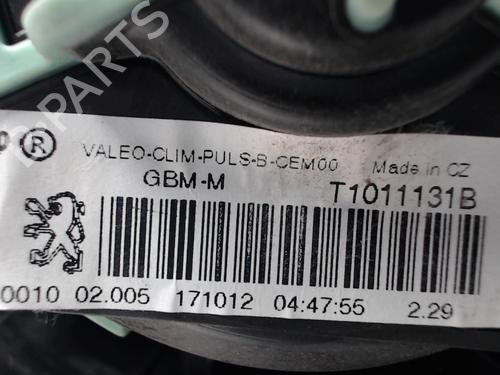 PARTS
® VALEO-CLIM-PULS-B-CEM00 Made in CZ
GBM-M T1011131B
0010 02.005 171012 04:47:55 2.29